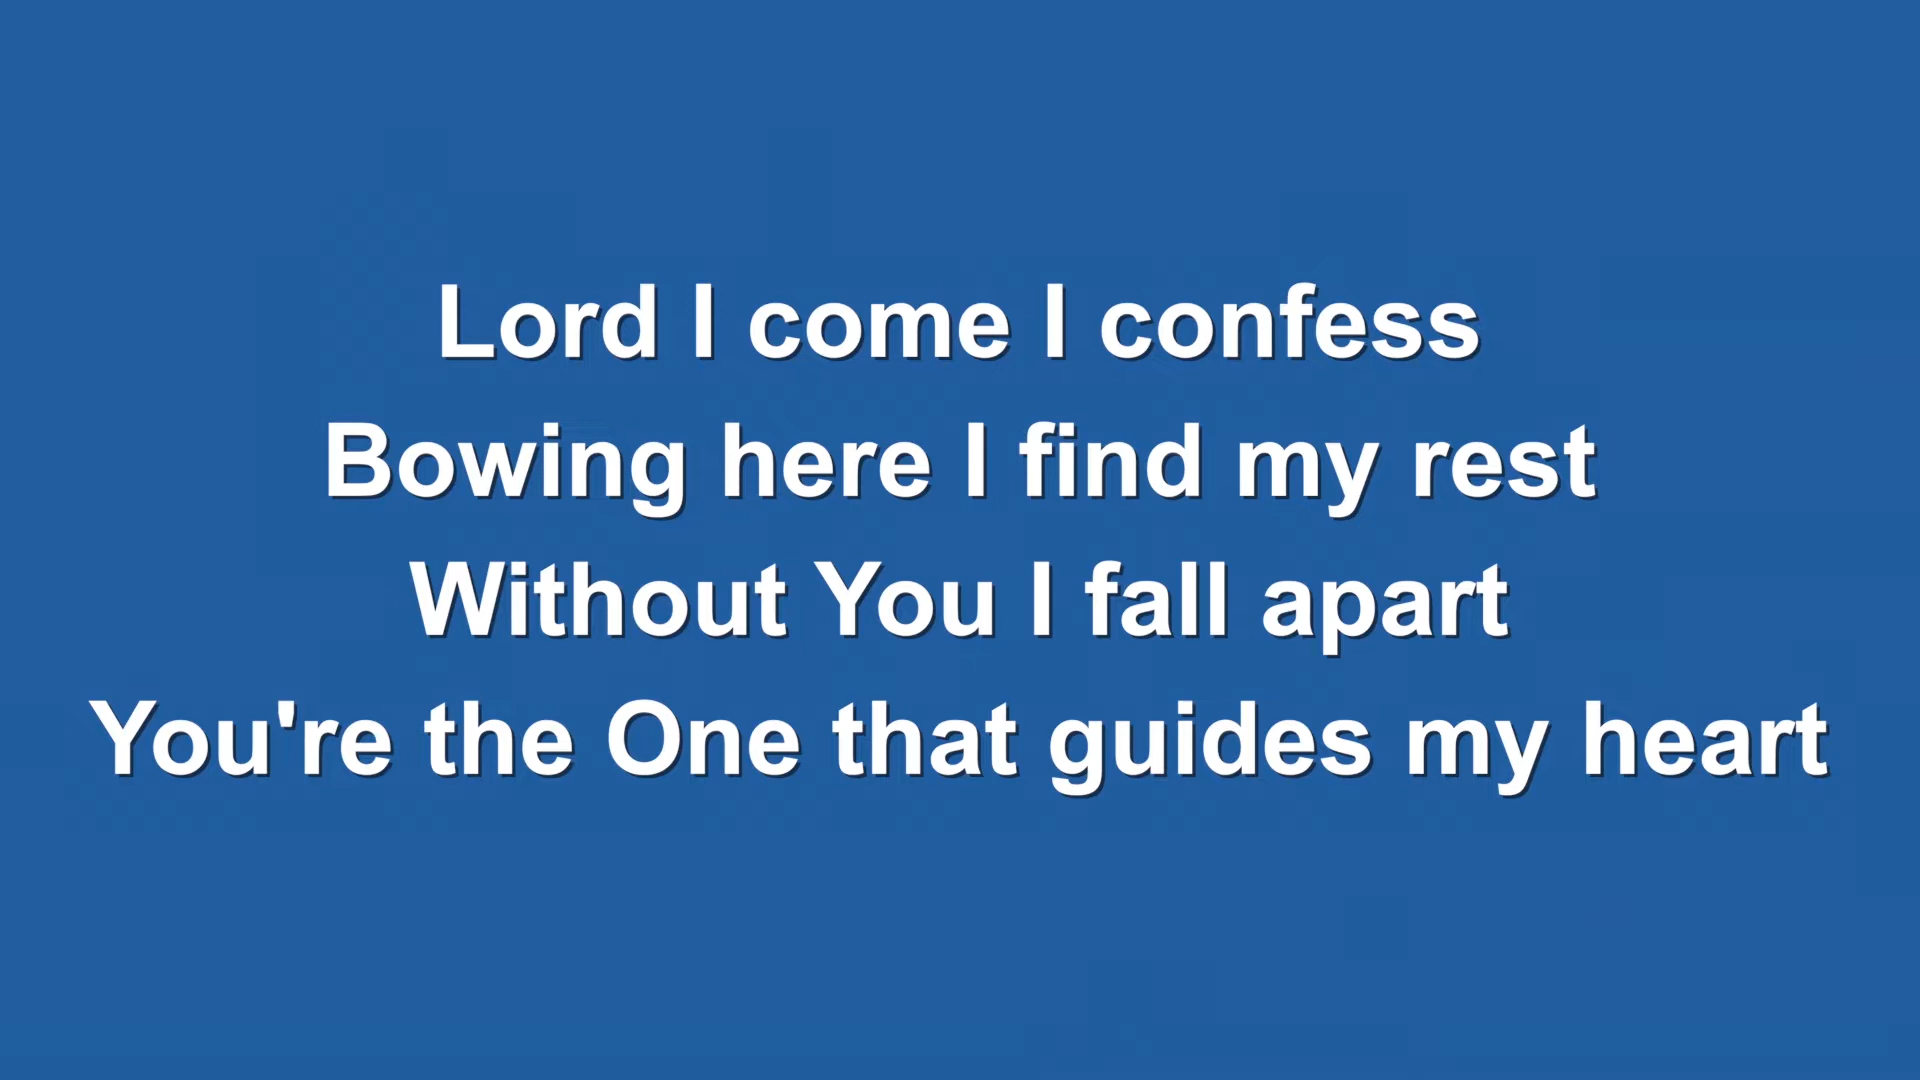 Lord I come I confess
Bowing here I find my rest
Without You I fall apart
You're the One that guides my heart